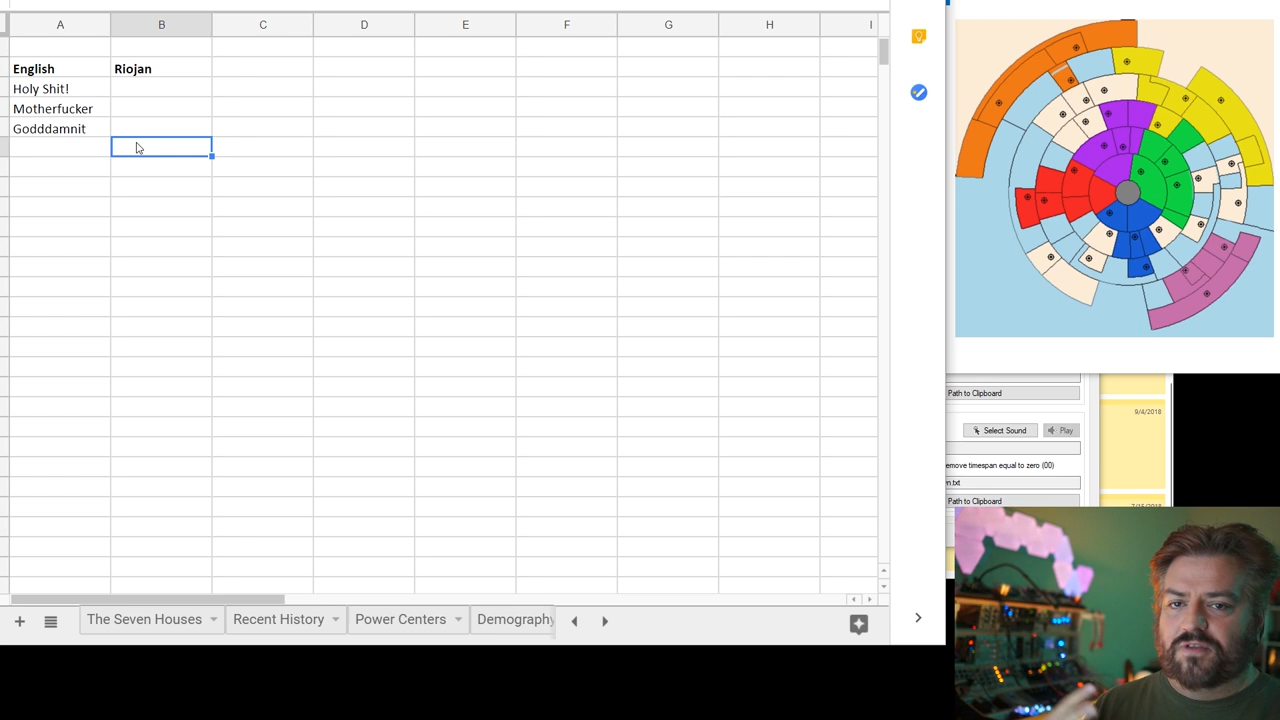 A B C D E F G H I
English Riojan
Holy Shit!
Motherfucker
Godddamnit
Path to Clipboard
9/4/2018
Select Sound Play
emove timespan equal to zero (00)
n.txt
Path to Clipboard
The Seven Houses Recent History Power Centers Demography